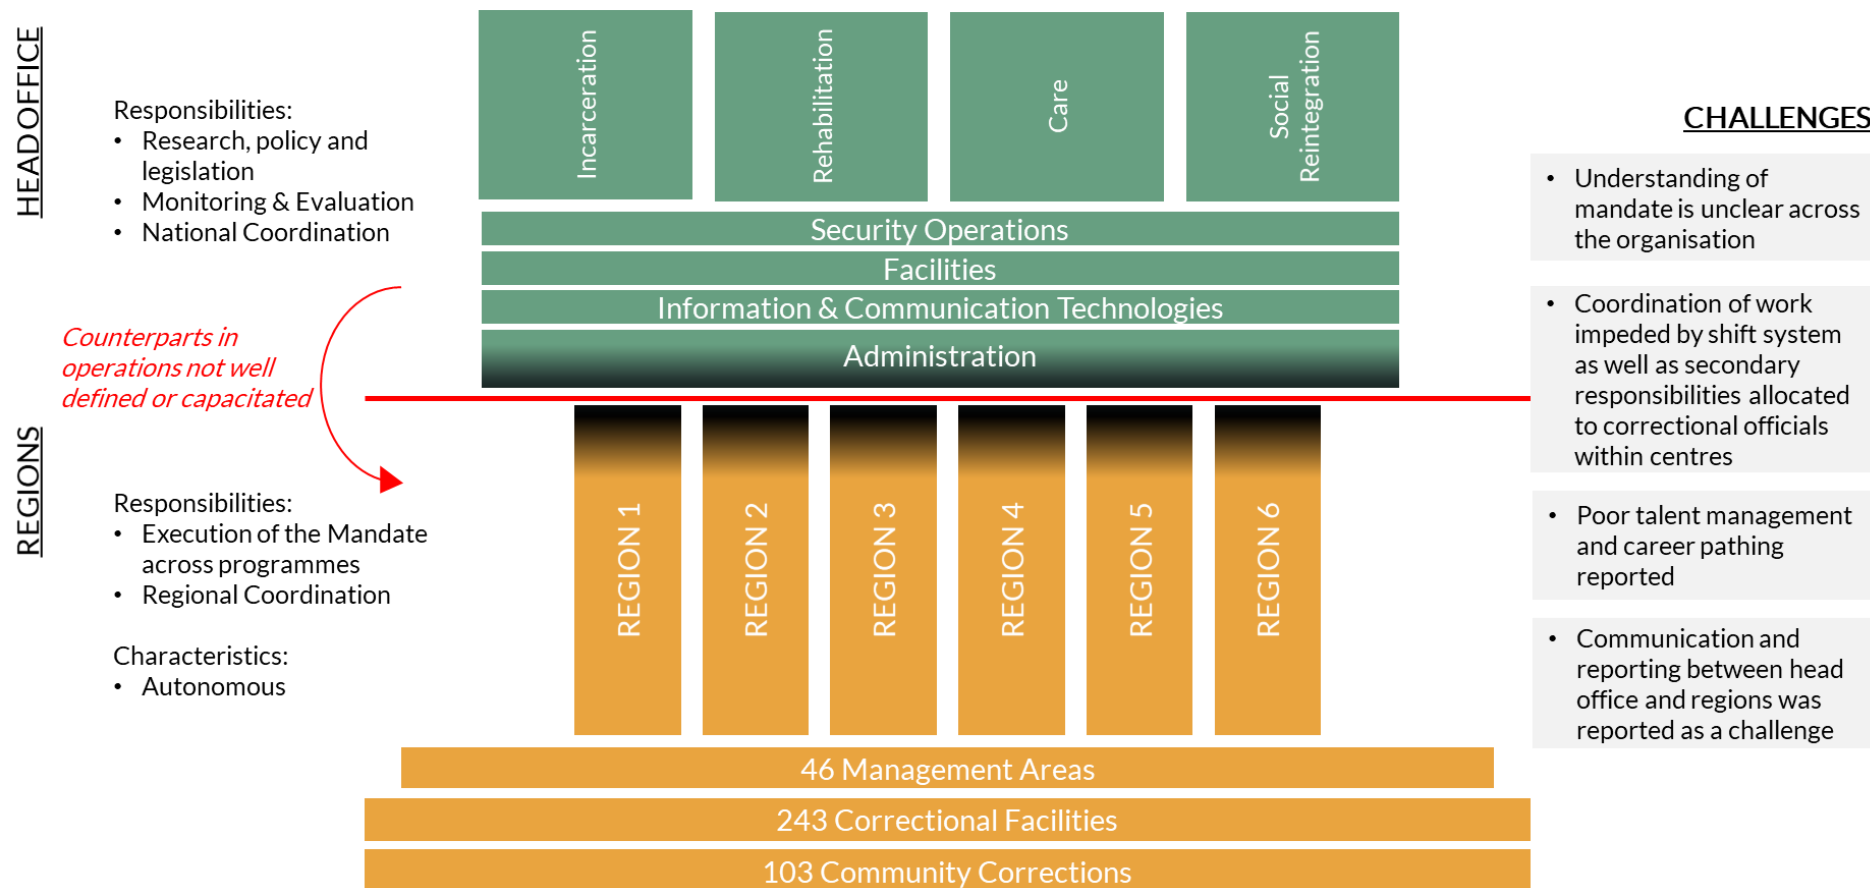 HEADOFFICE
Responsibilities:
• Research, policy and
legislation
• Monitoring & Evaluation
• National Coordination
Incarceration
Rehabilitation
Care
Social
Reintegration
Security Operations
Facilities
Information & Communication Technologies
Administration
Counterparts in
operations not well
defined or capacitated
REGIONS
Responsibilities:
• Execution of the Mandate
across programmes
• Regional Coordination
Characteristics:
• Autonomous
REGION 1
REGION 2
REGION 3
REGION 4
REGION 5
REGION 6
46 Management Areas
243 Correctional Facilities
103 Community Corrections
CHALLENGES
• Understanding of
mandate is unclear across
the organisation
• Coordination of work
impeded by shift system
as well as secondary
responsibilities allocated
to correctional officials
within centres
• Poor talent management
and career pathing
reported
• Communication and
reporting between head
office and regions was
reported as a challenge